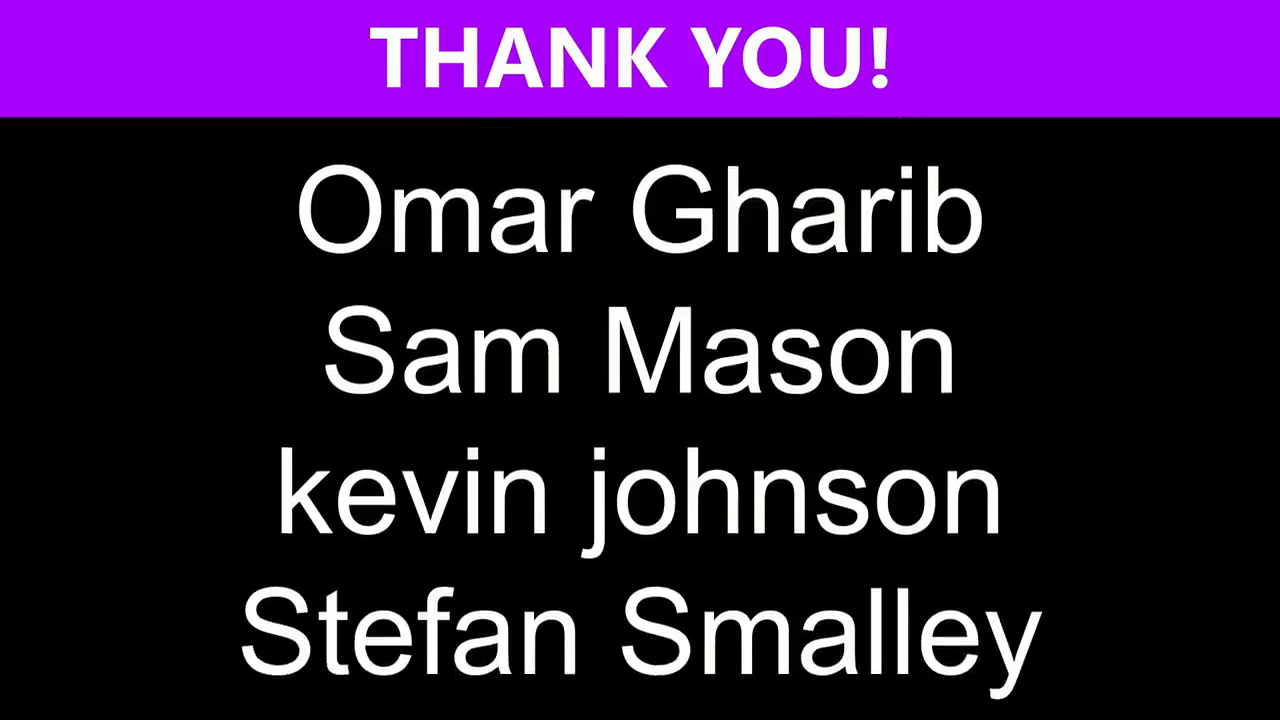 THANK YOU!
Omar Gharib
Sam Mason
kevin johnson
Stefan Smalley